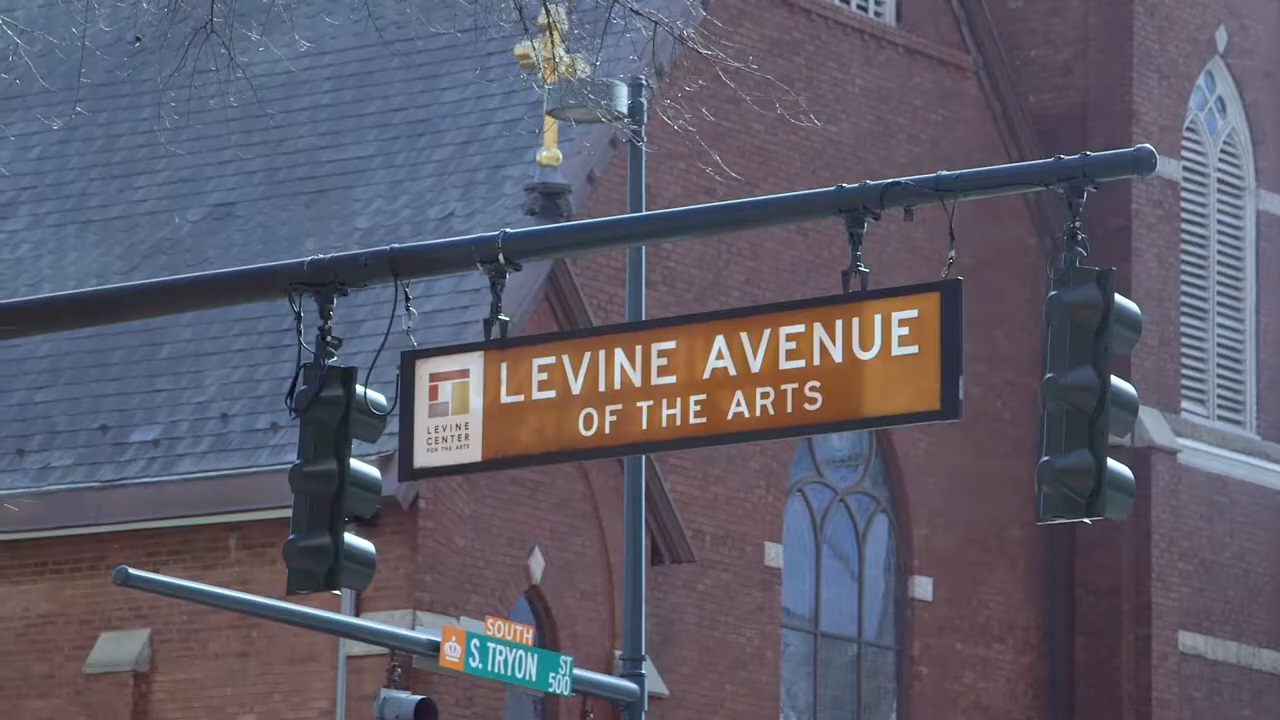 LEVINE AVENUE
OF THE ARTS
LEVINE
CENTER
FOR THE ARTS
SOUTH
S. TRYON ST
500